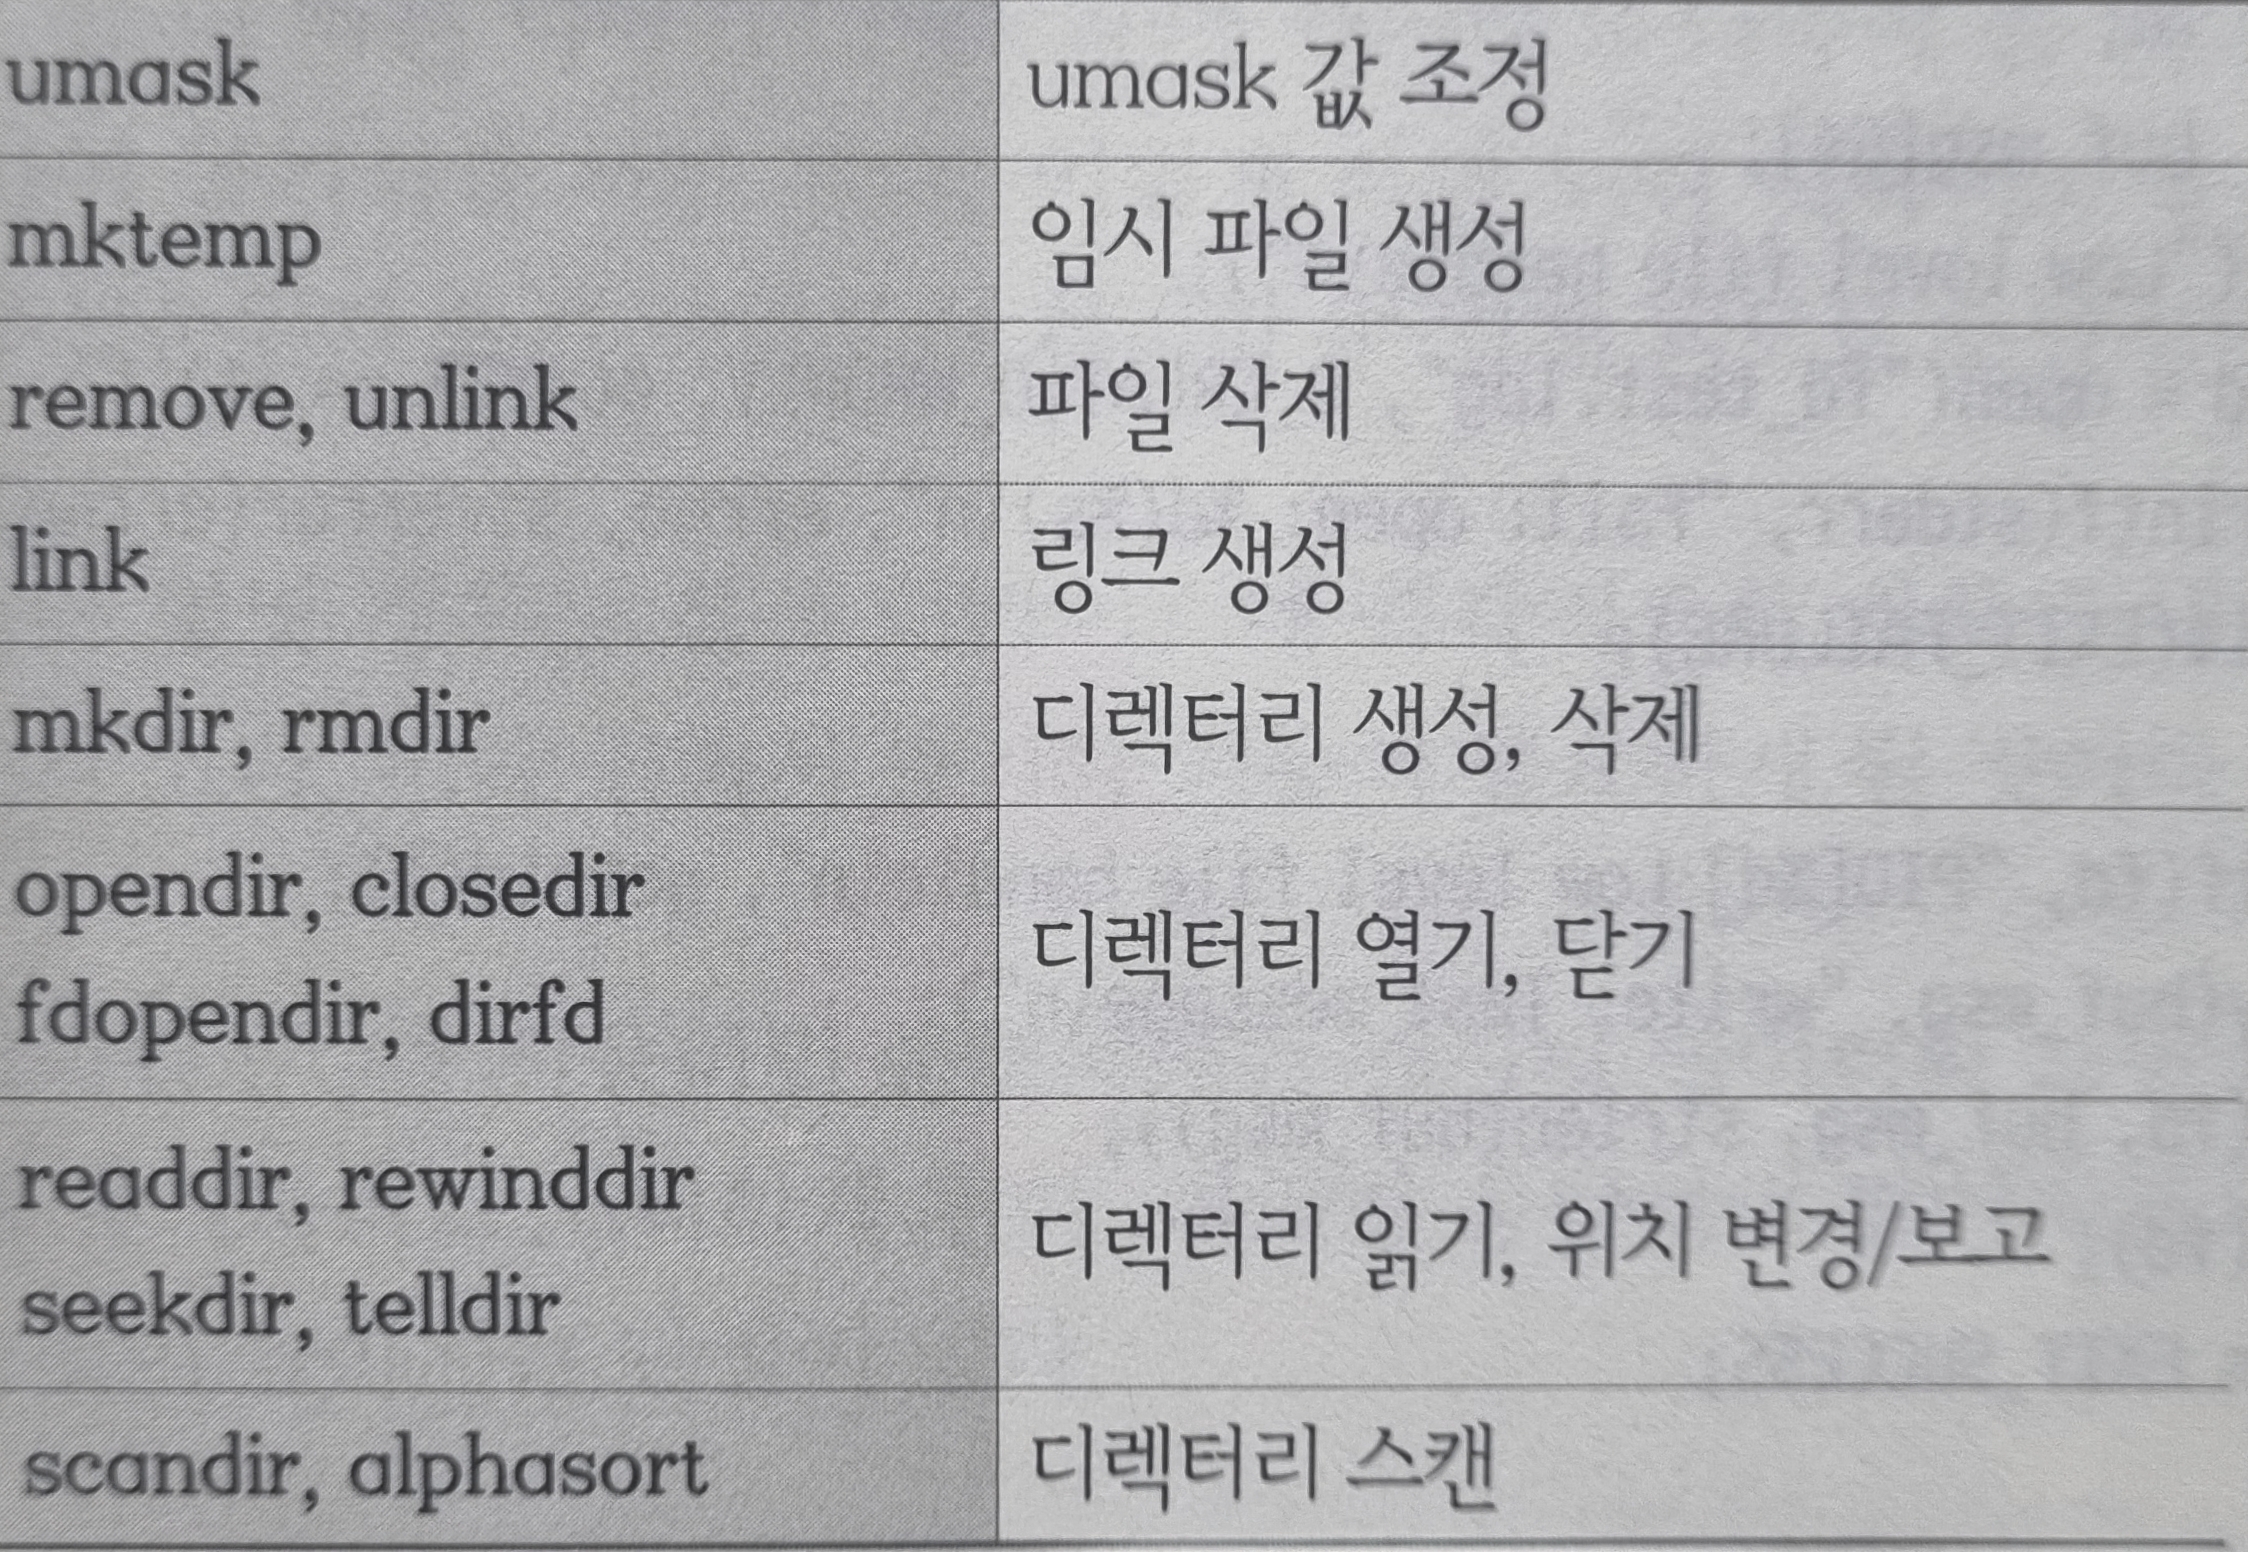 umask umask 값 조정
mktemp 임시 파일 생성
remove, unlink 파일 삭제
link 링크 생성
mkdir, rmdir 디렉터리 생성, 삭제
opendir, closedir
fdopendir, dirfd
디렉터리 열기, 닫기
readdir, rewinddir
seekdir, telldir
디렉터리 읽기, 위치 변경/보고
scandir, alphasort 디렉터리 스캔